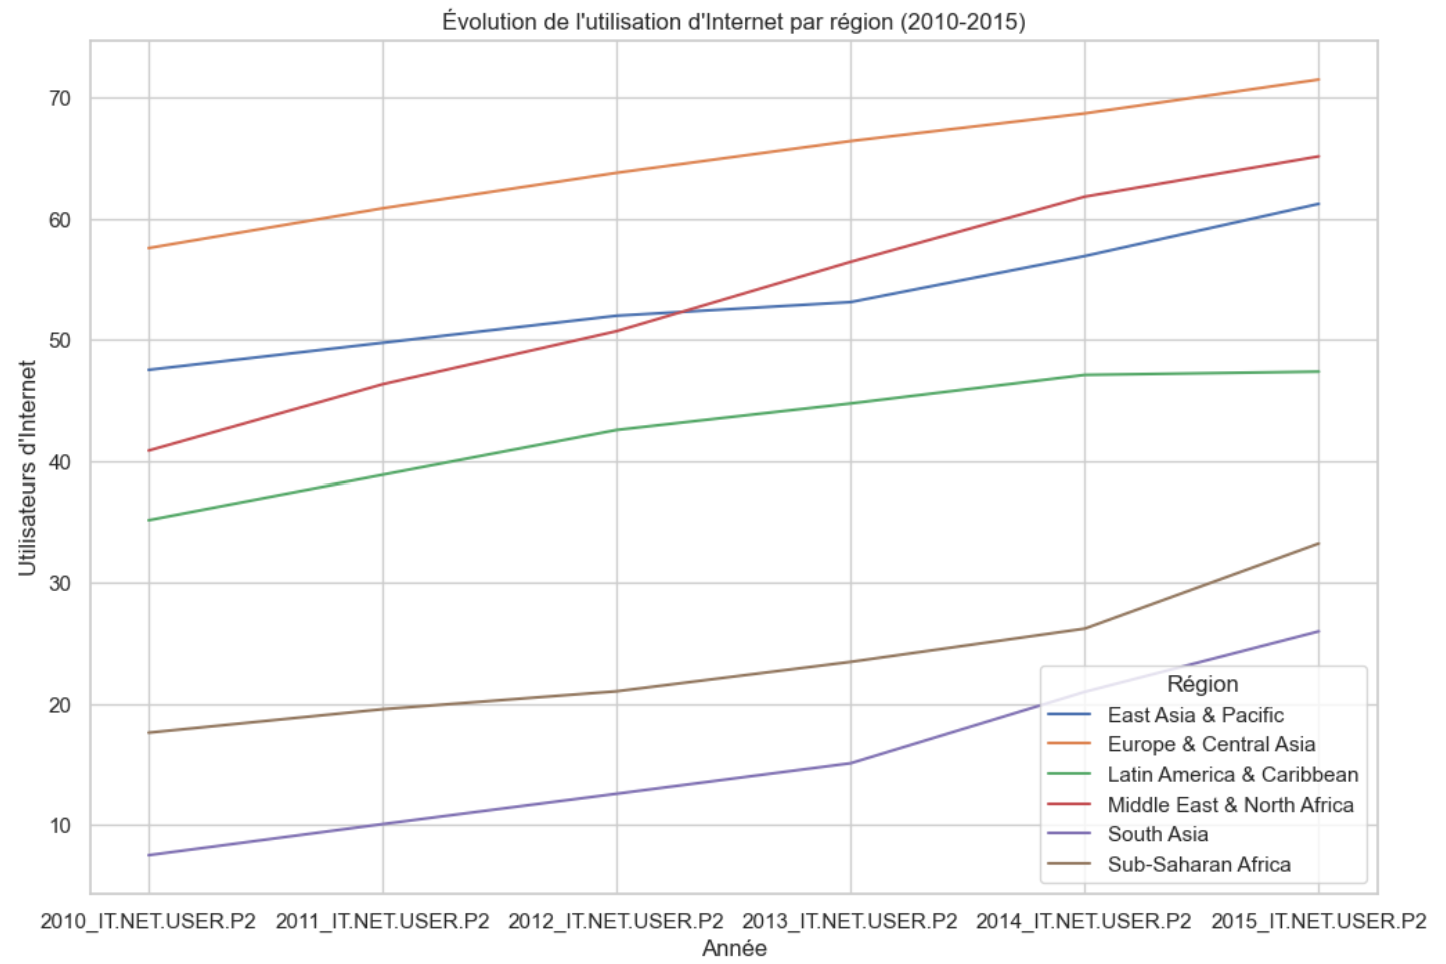 Évolution de l'utilisation d'Internet par région (2010-2015)
Utilisateurs d'Internet
70
60
50
40
30
20
10
Région
East Asia & Pacific
Europe & Central Asia
Latin America & Caribbean
Middle East & North Africa
South Asia
Sub-Saharan Africa
2010_IT.NET.USER.P2 2011_IT.NET.USER.P2 2012_IT.NET.USER.P2 2013_IT.NET.USER.P2 2014_IT.NET.USER.P2 2015_IT.NET.USER.P2
Année